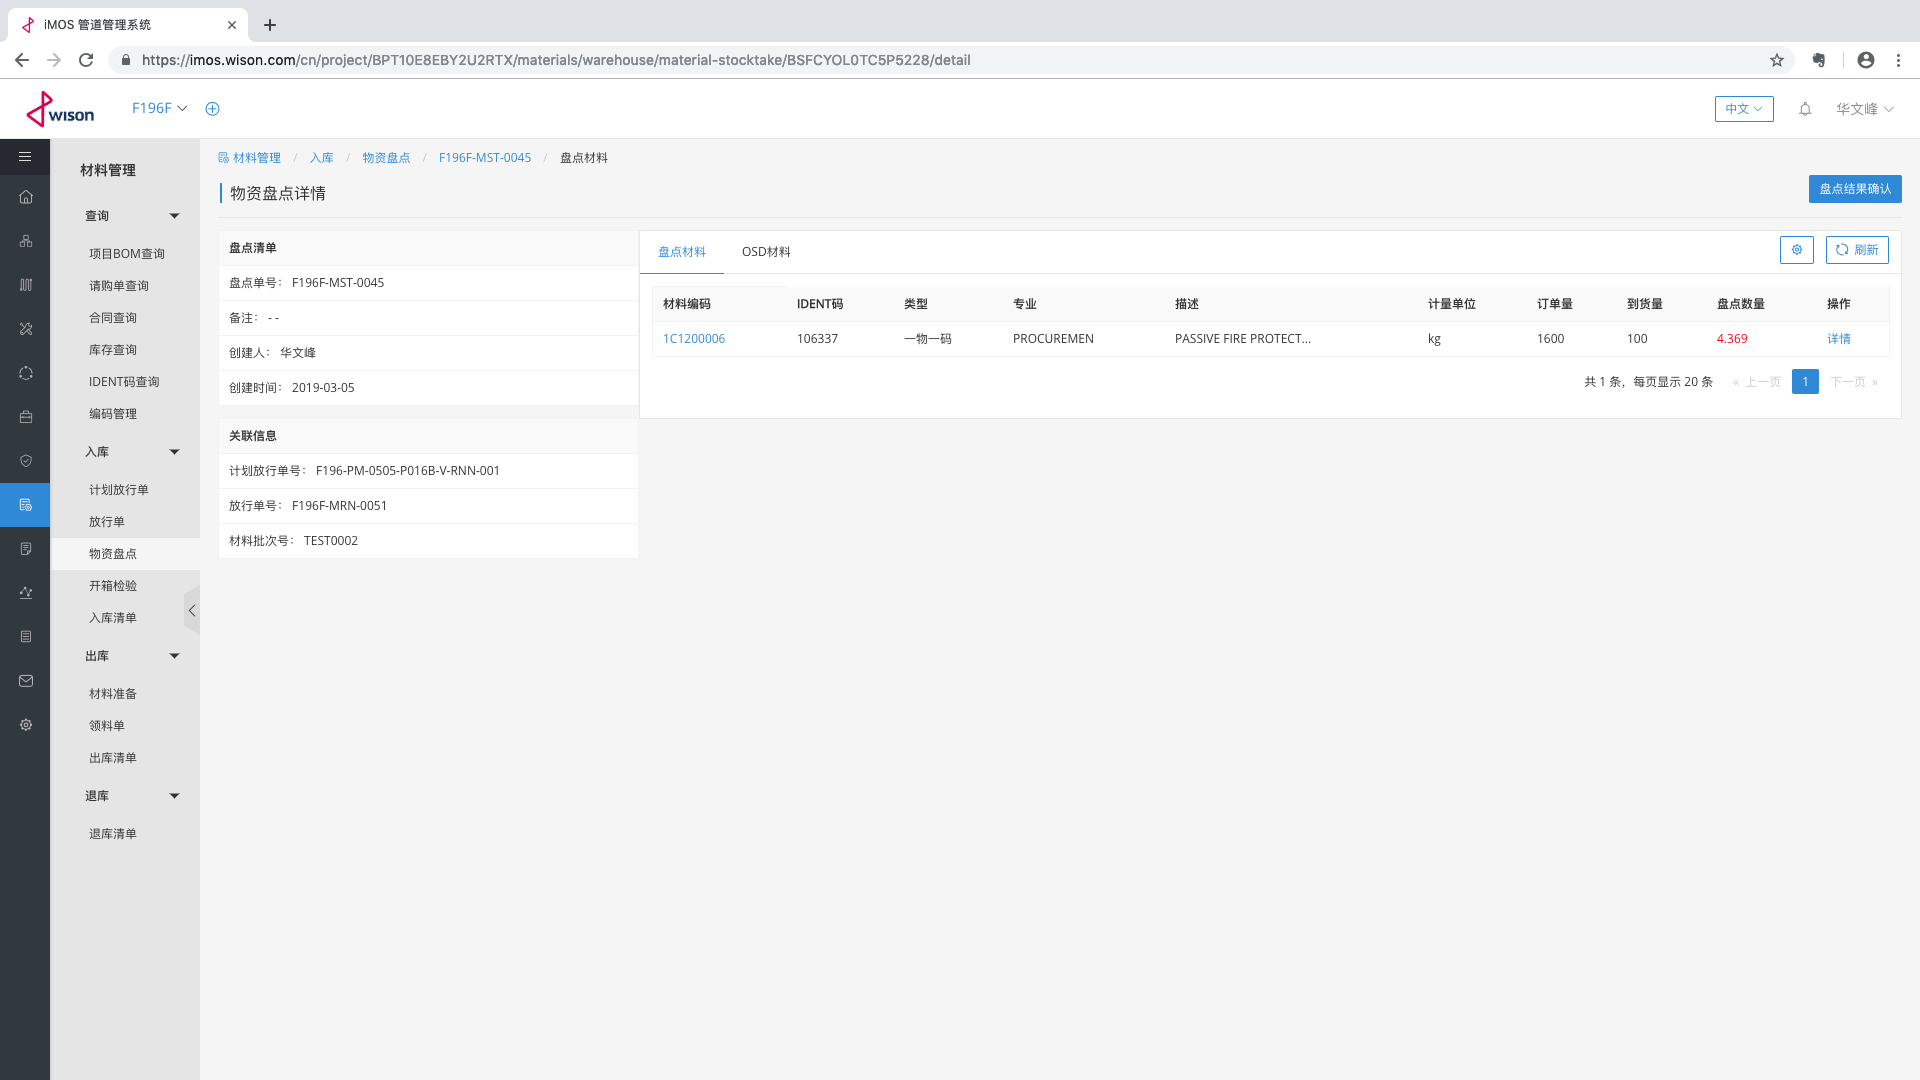 iMOS 管道管理系统
https://imos.wison.com/cn/project/BPT10E8EBY2U2RTX/materials/warehouse/material-stocktake/BSFCYOL0TC5P5228/detail
wison
F196F
中文
华文峰
材料管理
查询
项目BOM查询
请购单查询
合同查询
库存查询
IDENT码查询
编码管理
入库
计划放行单
放行单
物资盘点
开箱检验
入库清单
出库
材料准备
领料单
出库清单
退库
退库清单
材料管理 / 入库 / 物资盘点 / F196F-MST-0045 / 盘点材料
物资盘点详情
盘点结果确认
盘点清单
盘点单号： F196F-MST-0045
备注： - -
创建人： 华文峰
创建时间： 2019-03-05
关联信息
计划放行单号： F196-PM-0505-P016B-V-RNN-001
放行单号： F196F-MRN-0051
材料批次号： TEST0002
盘点材料 OSD材料
刷新
材料编码 IDENT码 类型 专业 描述 计量单位 订单量 到货量 盘点数量 操作
1C1200006 106337 一物一码 PROCUREMEN PASSIVE FIRE PROTECT... kg 1600 100 4.369 详情
共 1 条，每页显示 20 条 « 上一页 1 下一页 »